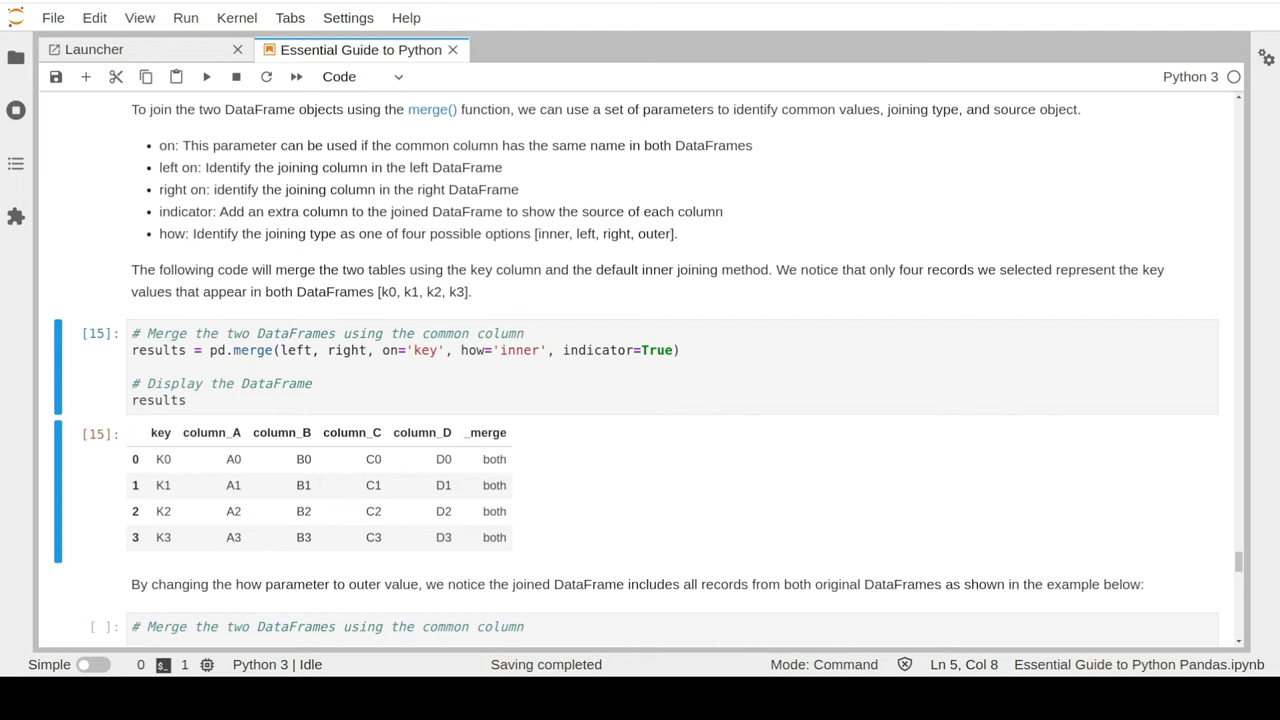 File Edit View Run Kernel Tabs Settings Help
Launcher
Essential Guide to Python
Code
Python 3
To join the two DataFrame objects using the merge() function, we can use a set of parameters to identify common values, joining type, and source object.
• on: This parameter can be used if the common column has the same name in both DataFrames
• left on: Identify the joining column in the left DataFrame
• right on: identify the joining column in the right DataFrame
• indicator: Add an extra column to the joined DataFrame to show the source of each column
• how: Identify the joining type as one of four possible options [inner, left, right, outer].
The following code will merge the two tables using the key column and the default inner joining method. We notice that only four records we selected represent the key
values that appear in both DataFrames [k0, k1, k2, k3].
[15]: # Merge the two DataFrames using the common column
results = pd.merge(left, right, on='key', how='inner', indicator=True)
# Display the DataFrame
results
[15]: key column_A column_B column_C column_D _merge
0 K0 A0 B0 C0 D0 both
1 K1 A1 B1 C1 D1 both
2 K2 A2 B2 C2 D2 both
3 K3 A3 B3 C3 D3 both
By changing the how parameter to outer value, we notice the joined DataFrame includes all records from both original DataFrames as shown in the example below:
[ ]: # Merge the two DataFrames using the common column
Simple 0 $_ 1 Python 3 | Idle Saving completed Mode: Command Ln 5, Col 8 Essential Guide to Python Pandas.ipynb